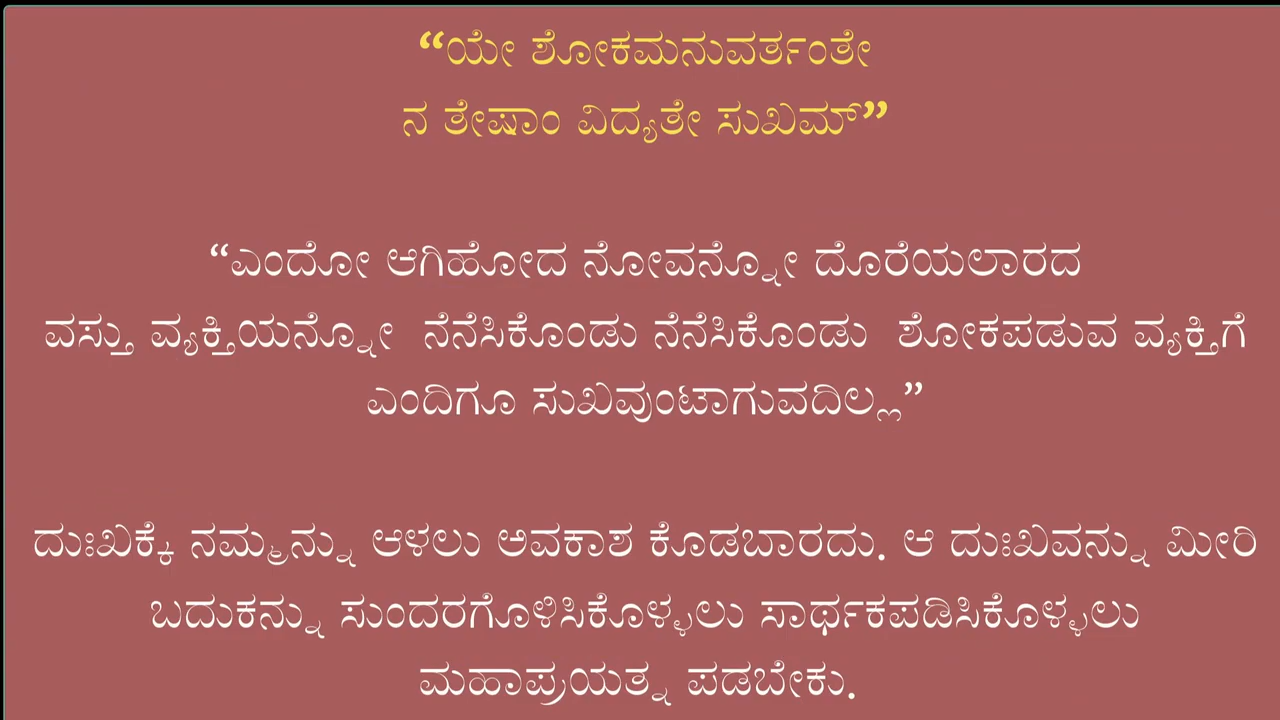 “ಯೇ ಶೋಕಮನುವರ್ತಂತೇ
ನ ತೇಷಾಂ ವಿದ್ಯತೇ ಸುಖಮ್”
“ಎಂದೋ ಆಗಿಹೋದ ನೋವನ್ನೋ ದೊರೆಯಲಾರದ
ವಸ್ತು ವ್ಯಕ್ತಿಯನ್ನೋ ನೆನೆಸಿಕೊಂಡು ನೆನೆಸಿಕೊಂಡು ಶೋಕಪಡುವ ವ್ಯಕ್ತಿಗೆ
ಎಂದಿಗೂ ಸುಖವುಂಟಾಗುವದಿಲ್ಲ”
ದುಃಖಕ್ಕೆ ನಮ್ಮನ್ನು ಆಳಲು ಅವಕಾಶ ಕೊಡಬಾರದು. ಆ ದುಃಖವನ್ನು ಮೀರಿ
ಬದುಕನ್ನು ಸುಂದರಗೊಳಿಸಿಕೊಳ್ಳಲು ಸಾರ್ಥಕಪಡಿಸಿಕೊಳ್ಳಲು
ಮಹಾಪ್ರಯತ್ನ ಪಡಬೇಕು.